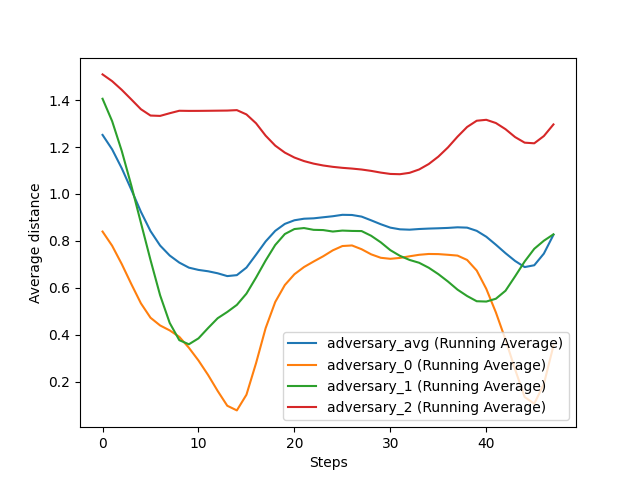 1.4
1.2
1.0
0.8
0.6
0.4
0.2
Average distance
adversary_avg (Running Average)
adversary_0 (Running Average)
adversary_1 (Running Average)
adversary_2 (Running Average)
0 10 20 30 40
Steps